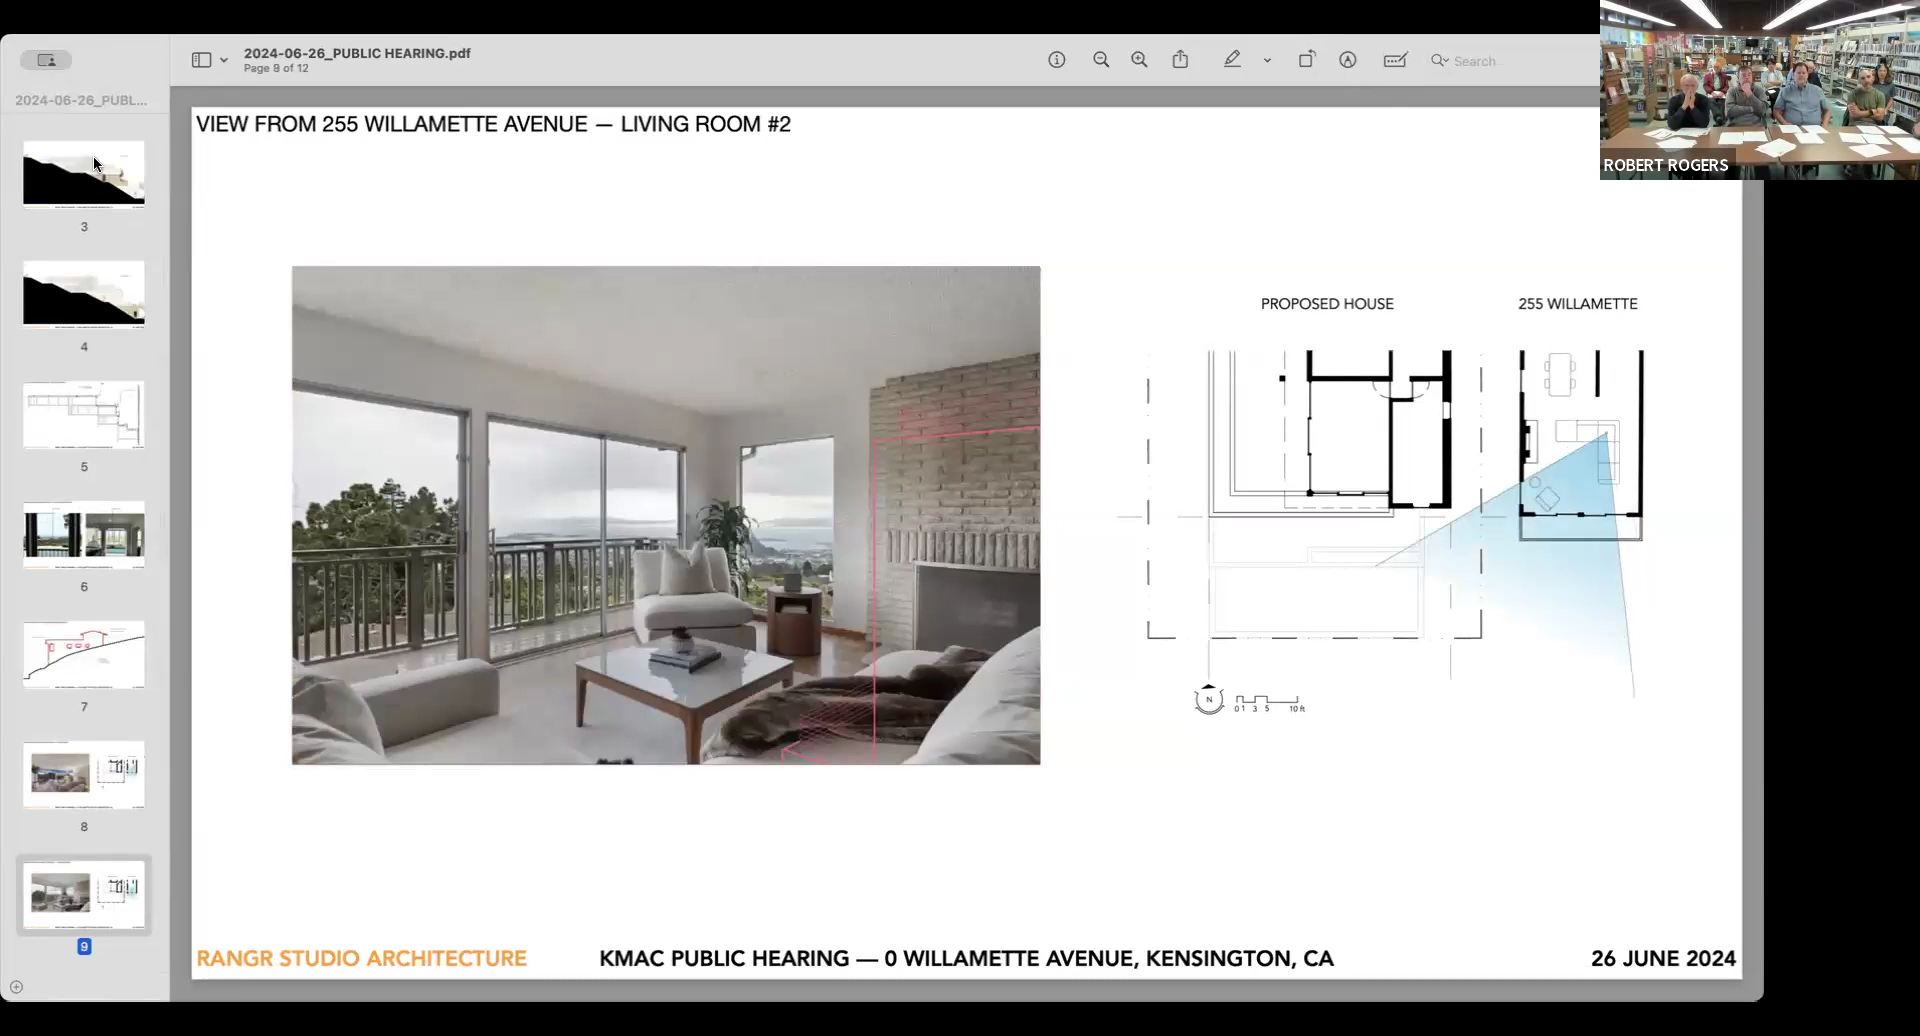 2024-06-26_PUBLIC HEARING.pdf
Page 9 of 12
Search
2024-06-26_PUBL...
3
4
5
6
7
8
9
VIEW FROM 255 WILLAMETTE AVENUE — LIVING ROOM #2
PROPOSED HOUSE
255 WILLAMETTE
N
0 1 3 5 10 ft
RANGR STUDIO ARCHITECTURE
KMAC PUBLIC HEARING — 0 WILLAMETTE AVENUE, KENSINGTON, CA
26 JUNE 2024
ROBERT ROGERS